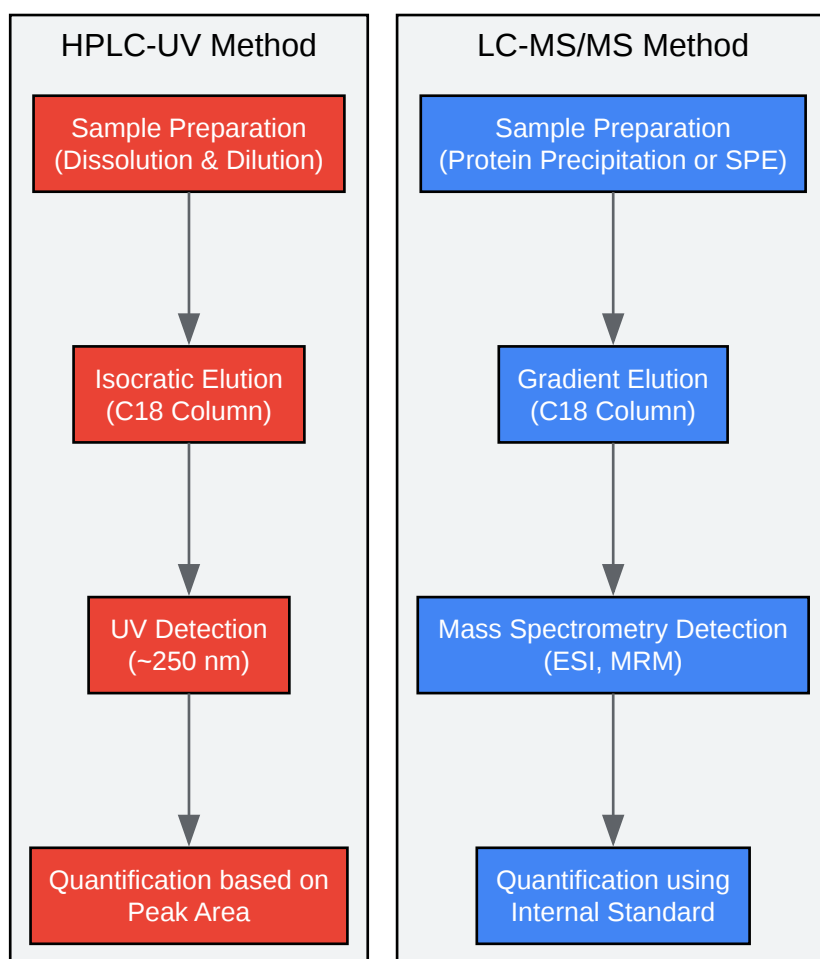 HPLC-UV Method
Sample Preparation
(Dissolution & Dilution)
Isocratic Elution
(C18 Column)
UV Detection
(~250 nm)
Quantification based on
Peak Area
LC-MS/MS Method
Sample Preparation
(Protein Precipitation or SPE)
Gradient Elution
(C18 Column)
Mass Spectrometry Detection
(ESI, MRM)
Quantification using
Internal Standard